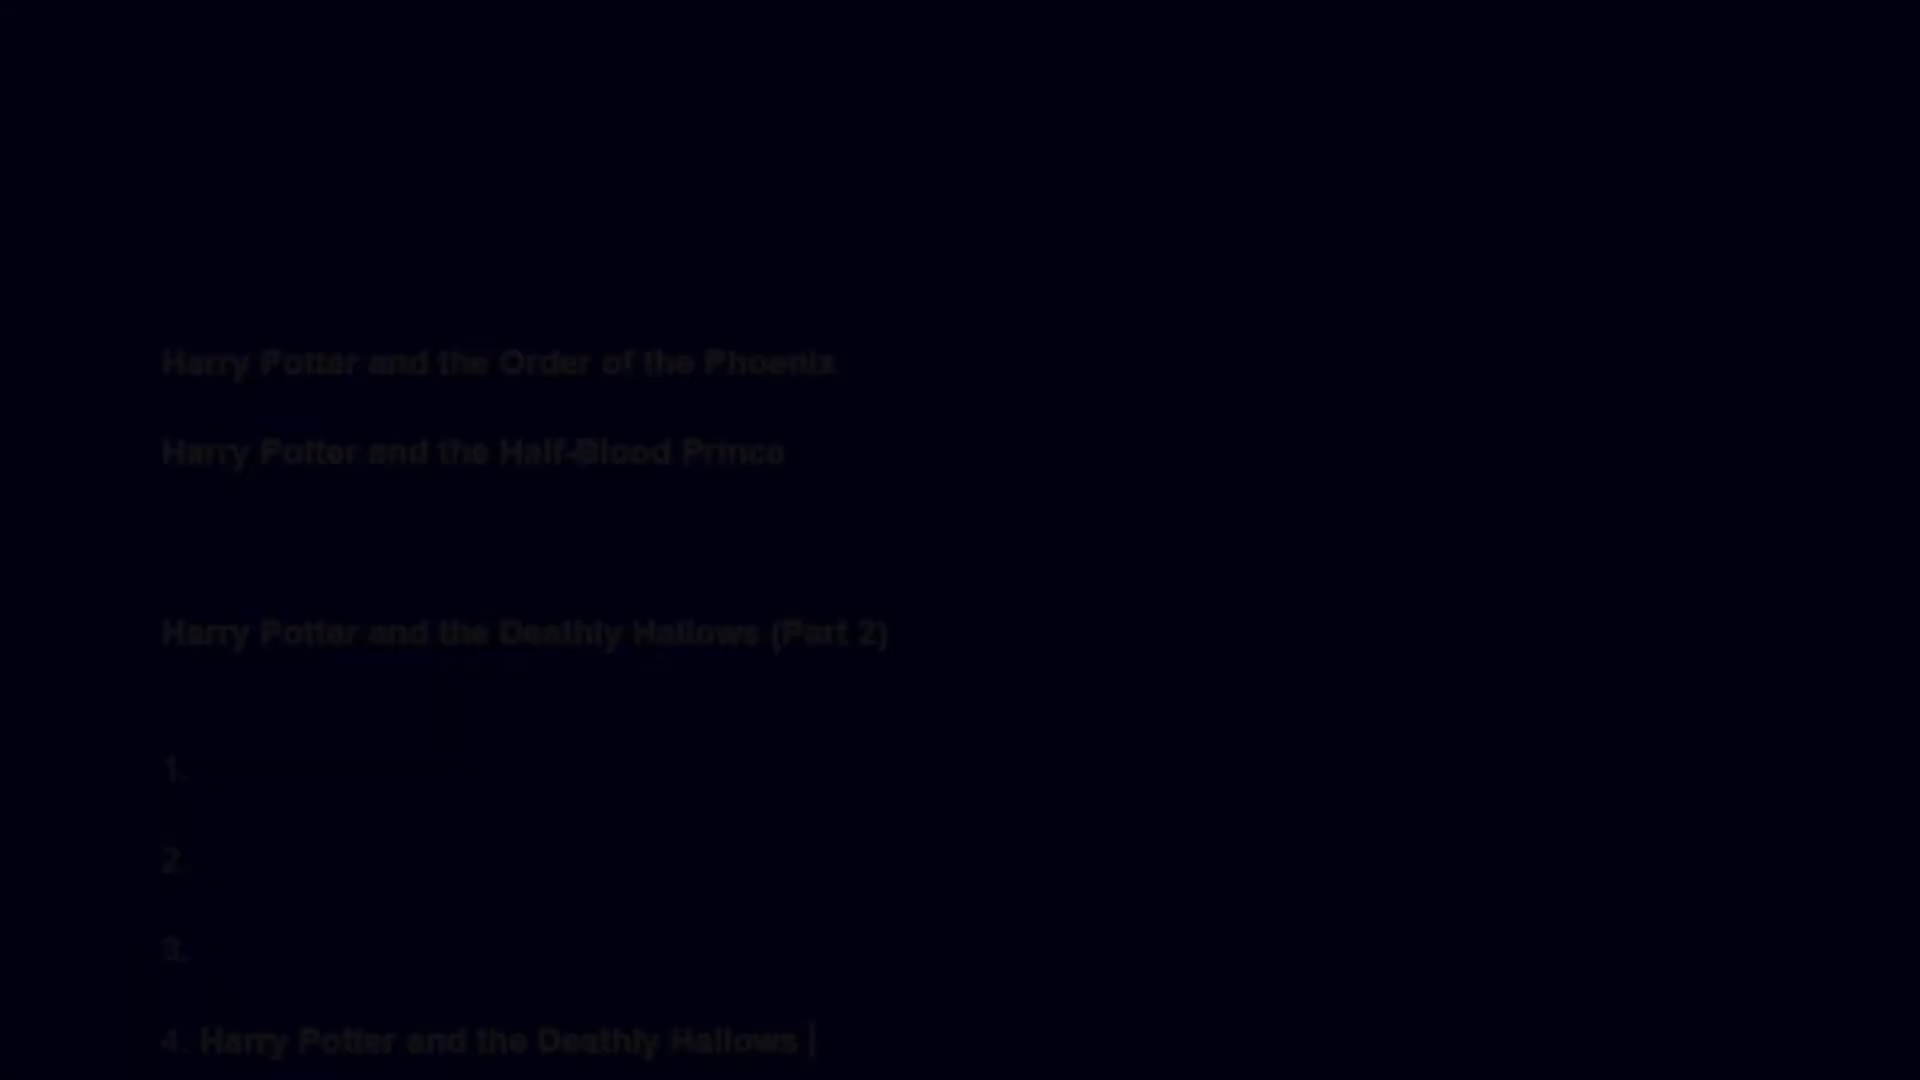 Harry Potter and the Order of the Phoenix
Harry Potter and the Half-Blood Prince
Harry Potter and the Deathly Hallows (Part 2)
1.
2.
3.
4. Harry Potter and the Deathly Hallows